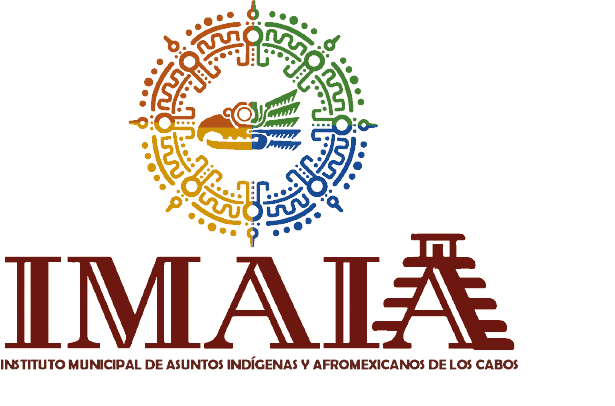 IMAIA
INSTITUTO MUNICIPAL DE ASUNTOS INDÍGENAS Y AFROMEXICANOS DE LOS CABOS